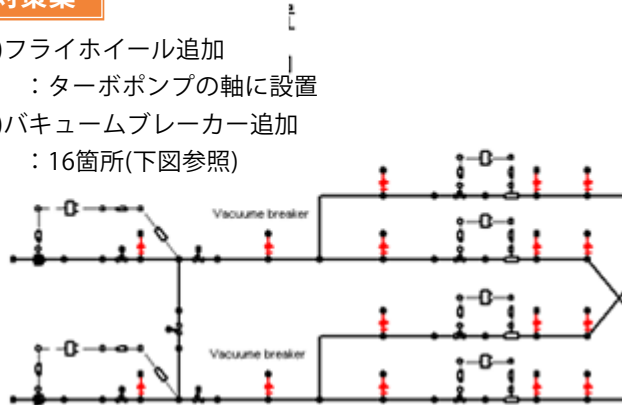 対策案
)フライホイール追加
：ターボポンプの軸に設置
)バキュームブレーカー追加
：16箇所(下図参照)
Vacuume breaker
Vacuume breaker